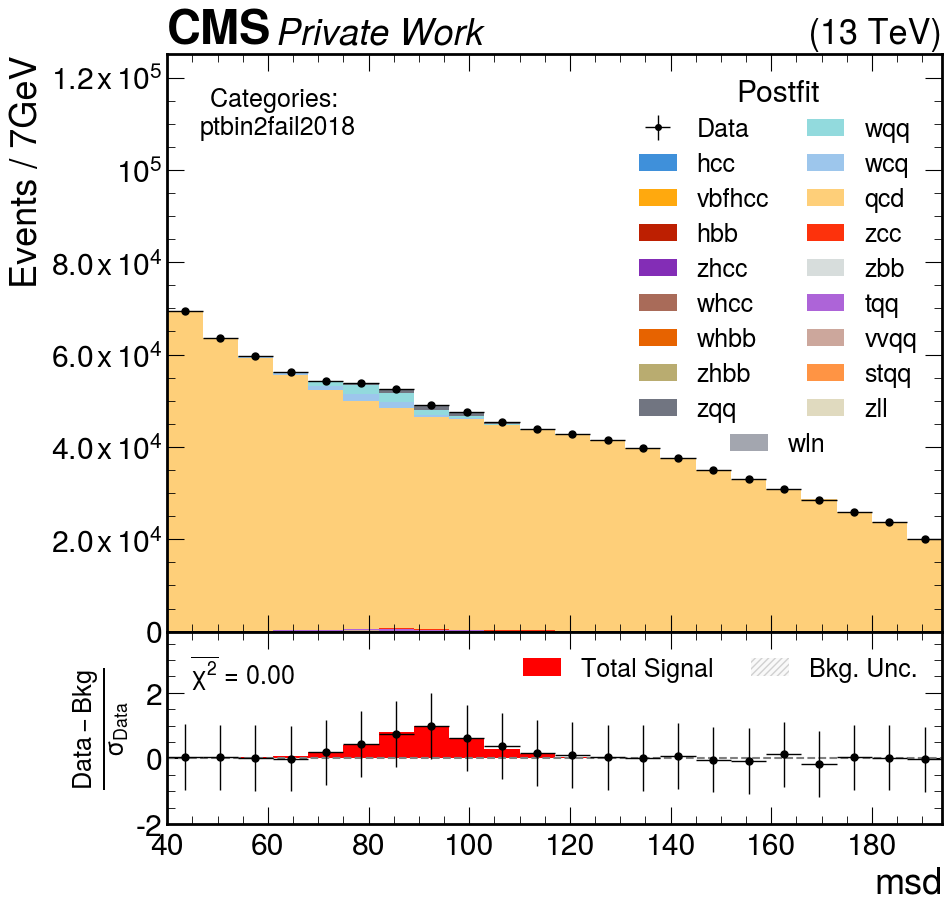 CMS Private Work (13 TeV)
Events / 7GeV
1.2 x 10⁵
10⁵
8.0 x 10⁴
6.0 x 10⁴
4.0 x 10⁴
2.0 x 10⁴
0
Categories:
ptbin2fail2018
Postfit
Data wqq
hcc wcq
vbfhcc qcd
hbb zcc
zhcc zbb
whcc tqq
whbb vvqq
zhbb stqq
zqq zll
wln
Data – Bkg
σData
χ² = 0.00
Total Signal Bkg. Unc.
2
0
-2
40 60 80 100 120 140 160 180
msd